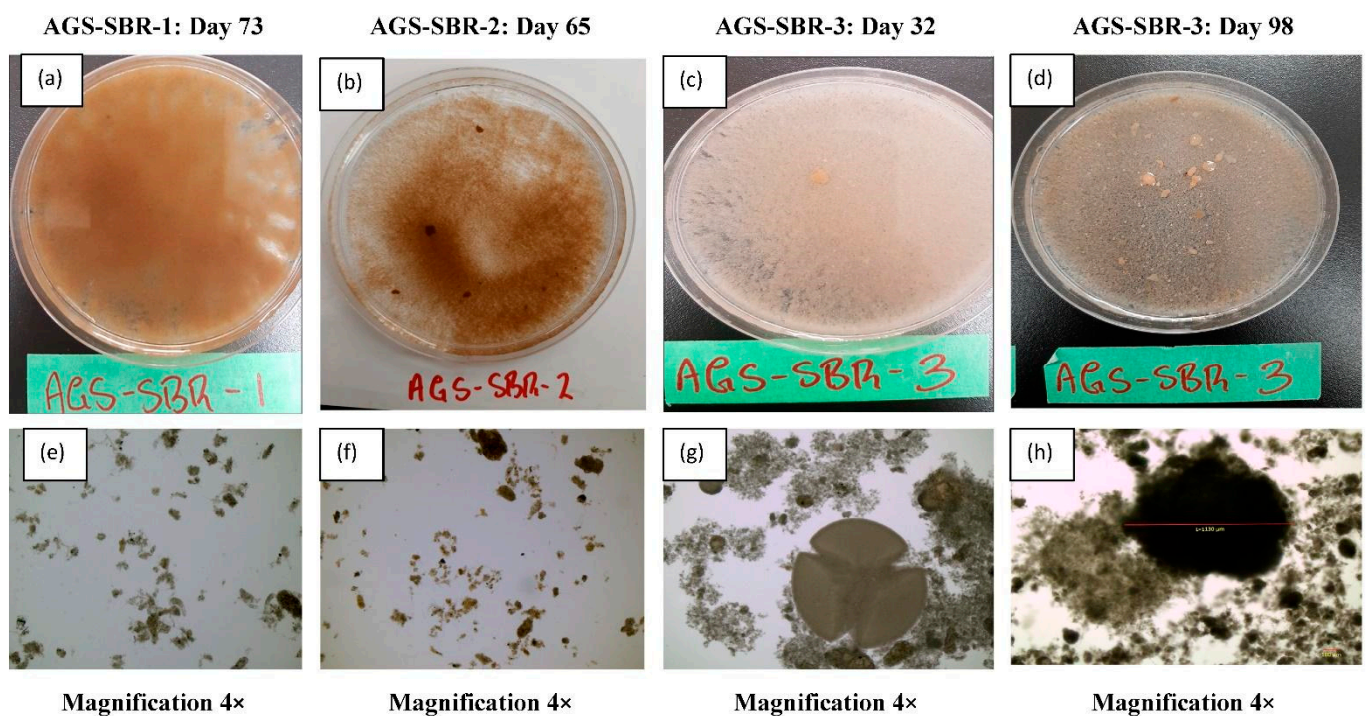 AGS-SBR-1: Day 73
AGS-SBR-2: Day 65
AGS-SBR-3: Day 32
AGS-SBR-3: Day 98
(a)
(b)
(c)
(d)
AGS-SBR-1
AGS-SBR-2
AGS-SBR-3
AGS-SBR-3
(e)
(f)
(g)
(h)
Magnification 4×
Magnification 4×
Magnification 4×
Magnification 4×